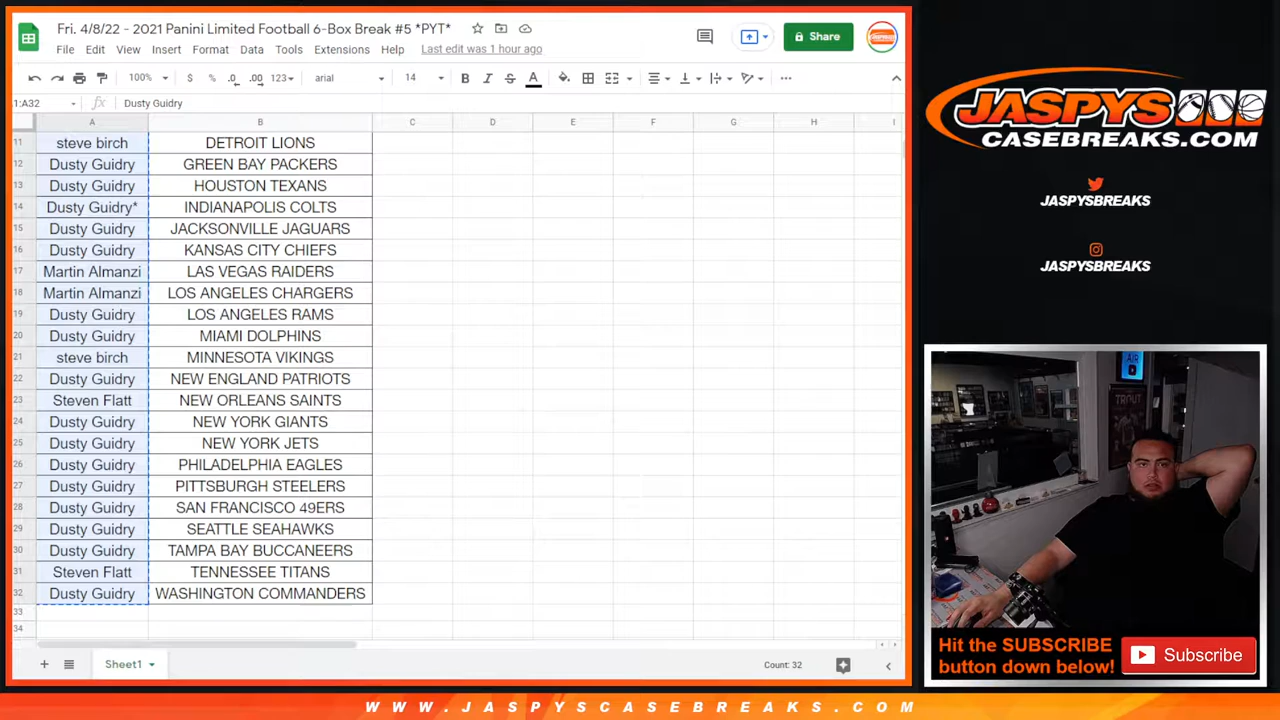 Fri. 4/8/22 - 2021 Panini Limited Football 6-Box Break #5 *PYT*
File Edit View Insert Format Data Tools Extensions Help Last edit was 1 hour ago
Share
100% $ % .0 .00 123 arial 14 B I S A
1:A32 fx Dusty Guidry
A B C D E F G H I
11 steve birch DETROIT LIONS
12 Dusty Guidry GREEN BAY PACKERS
13 Dusty Guidry HOUSTON TEXANS
14 Dusty Guidry* INDIANAPOLIS COLTS
15 Dusty Guidry JACKSONVILLE JAGUARS
16 Dusty Guidry KANSAS CITY CHIEFS
17 Martin Almanzi LAS VEGAS RAIDERS
18 Martin Almanzi LOS ANGELES CHARGERS
19 Dusty Guidry LOS ANGELES RAMS
20 Dusty Guidry MIAMI DOLPHINS
21 steve birch MINNESOTA VIKINGS
22 Dusty Guidry NEW ENGLAND PATRIOTS
23 Steven Flatt NEW ORLEANS SAINTS
24 Dusty Guidry NEW YORK GIANTS
25 Dusty Guidry NEW YORK JETS
26 Dusty Guidry PHILADELPHIA EAGLES
27 Dusty Guidry PITTSBURGH STEELERS
28 Dusty Guidry SAN FRANCISCO 49ERS
29 Dusty Guidry SEATTLE SEAHAWKS
30 Dusty Guidry TAMPA BAY BUCCANEERS
31 Steven Flatt TENNESSEE TITANS
32 Dusty Guidry WASHINGTON COMMANDERS
33
34
Sheet1
Count: 32
JASPYS
CASEBREAKS.COM
JASPYSBREAKS
JASPYSBREAKS
AIR
TROUT
Hit the SUBSCRIBE
button down below!
Subscribe
WWW.JASPYSCASEBREAKS.COM